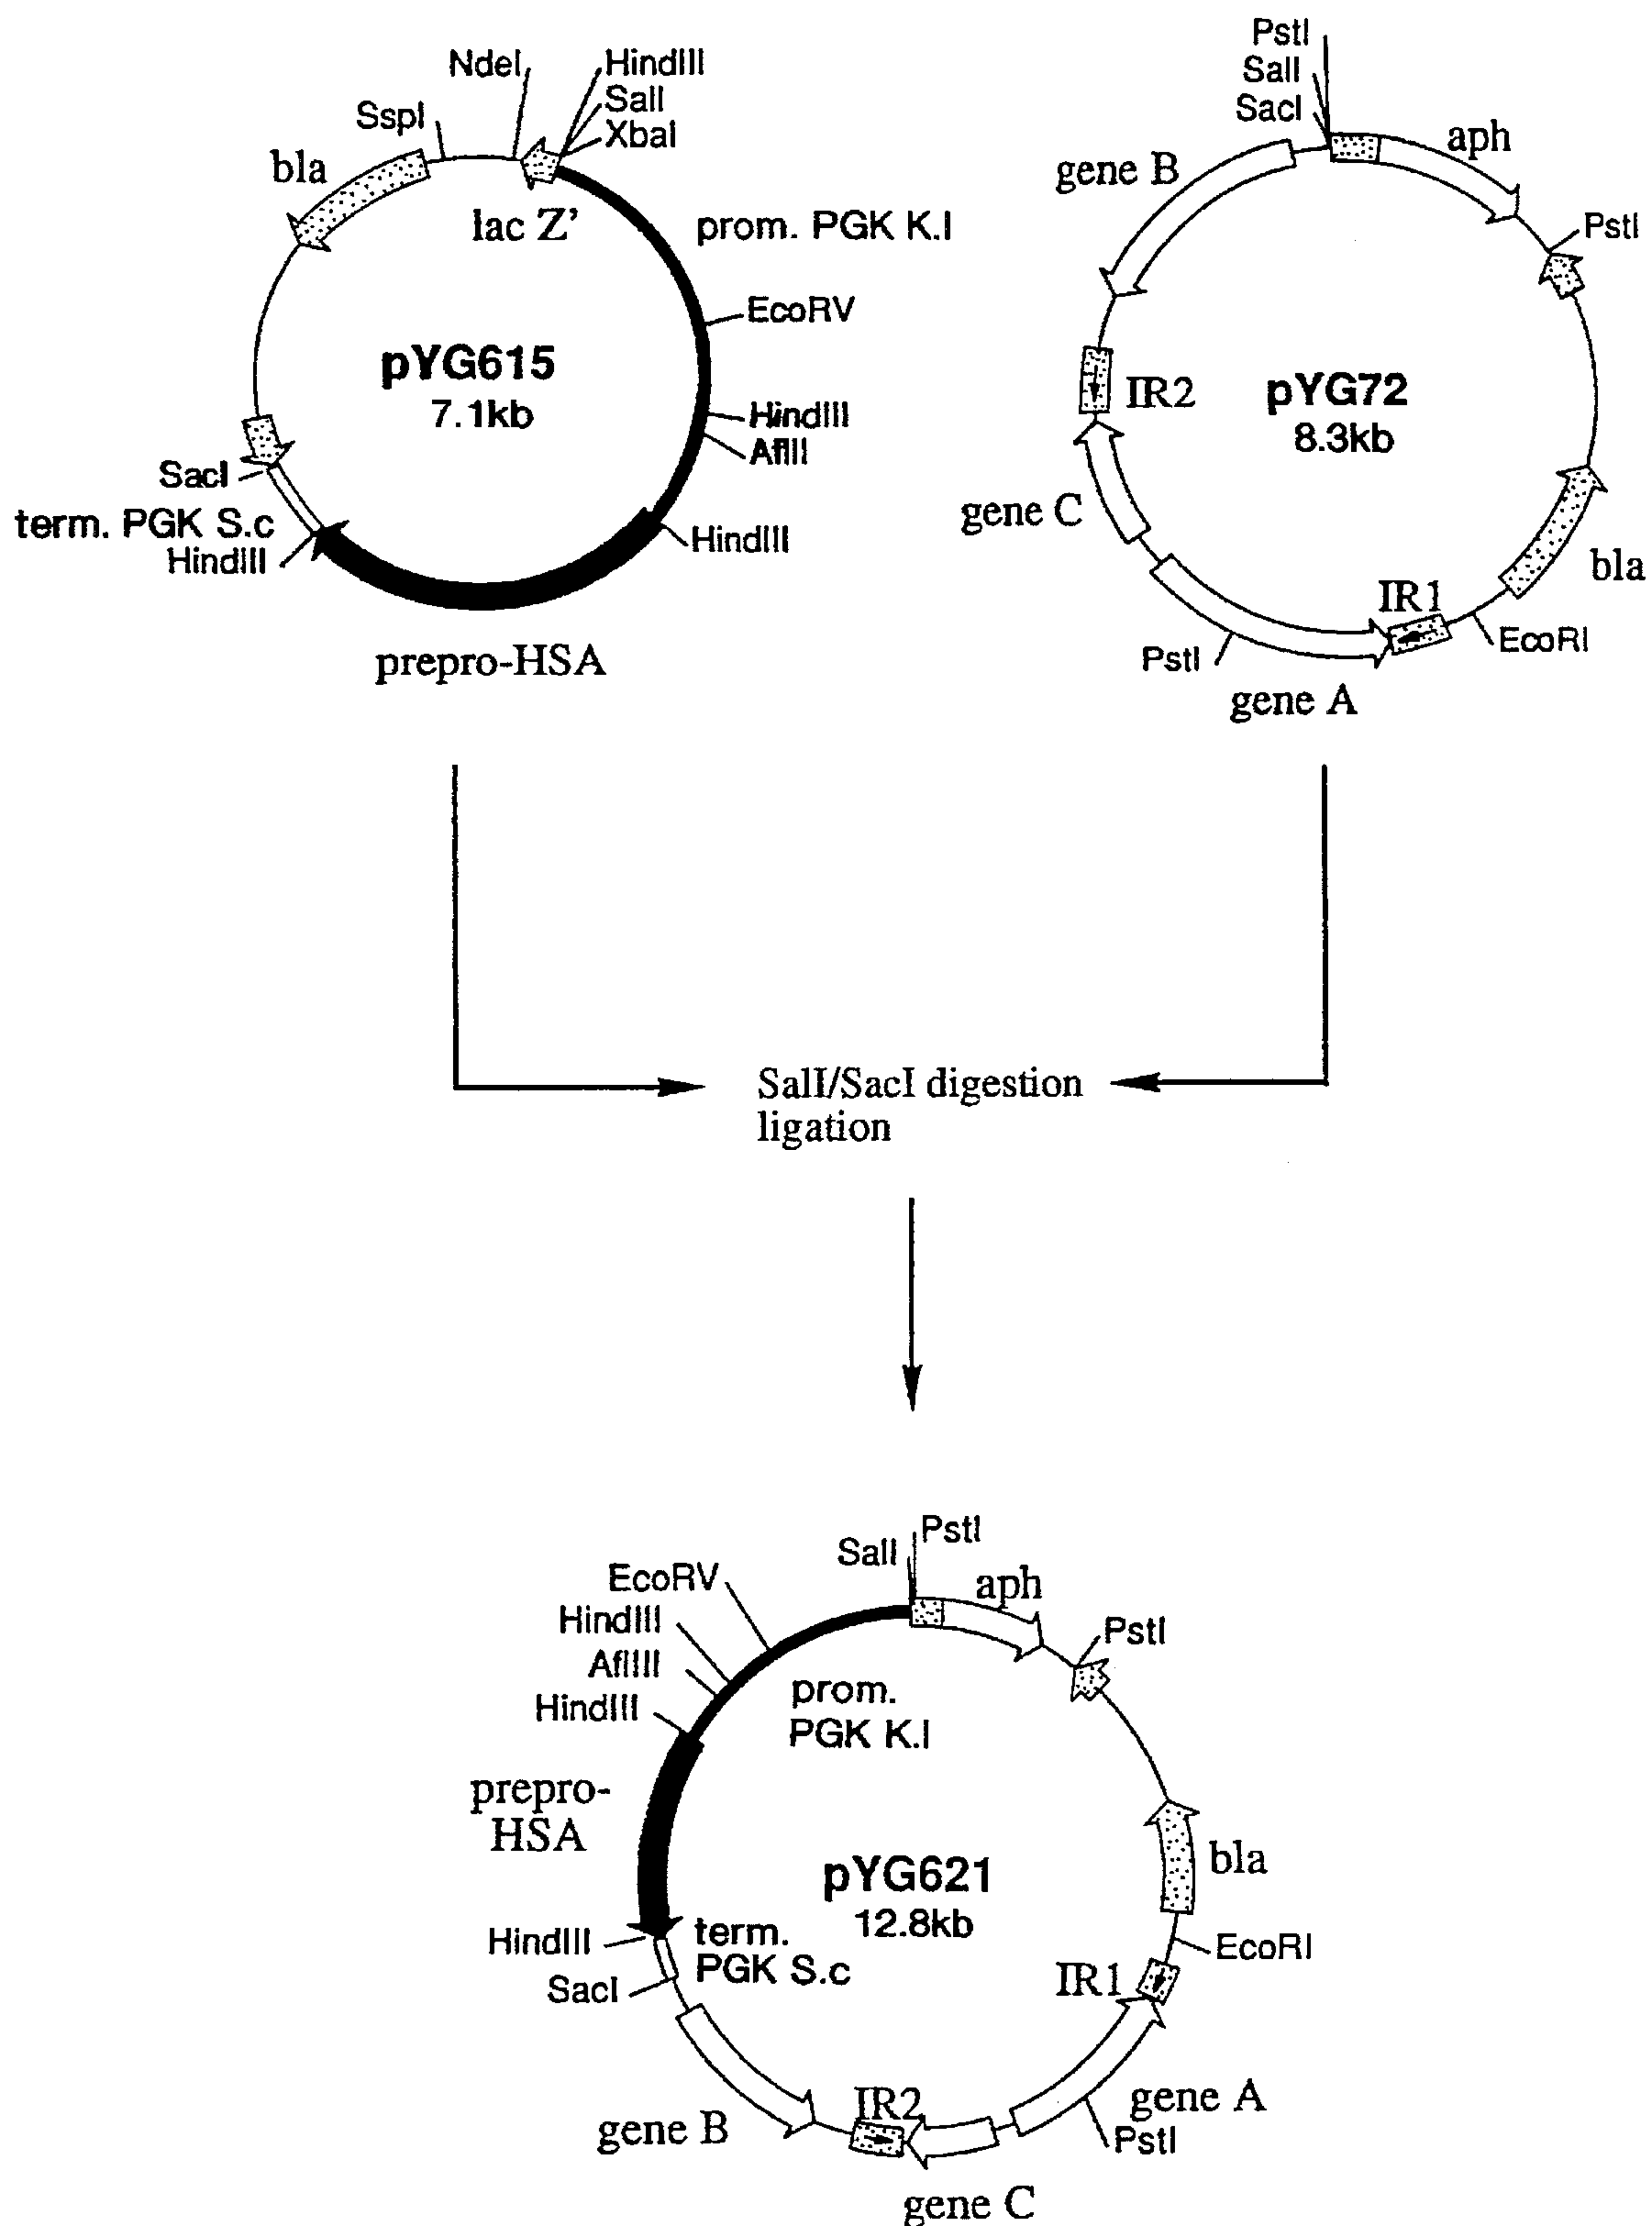 NdeI
HindIII
SalI
XbaI
SspI
bla
lac Z'
prom. PGK K.l
EcoRV
pYG615
7.1kb
HindIII
AflII
SacI
term. PGK S.c
HindIII
HindIII
prepro-HSA
PstI
SalI
SacI
aph
gene B
PstI
IR2
pYG72
8.3kb
gene C
bla
IR1
EcoRI
PstI
gene A
SalI/SacI digestion
ligation
PstI
SalI
aph
EcoRV
HindIII
AflIII
HindIII
PstI
prom.
PGK K.l
prepro-
HSA
pYG621
12.8kb
bla
HindIII
term.
PGK S.c
SacI
EcoRI
IR1
IR2
gene A
gene B
PstI
gene C